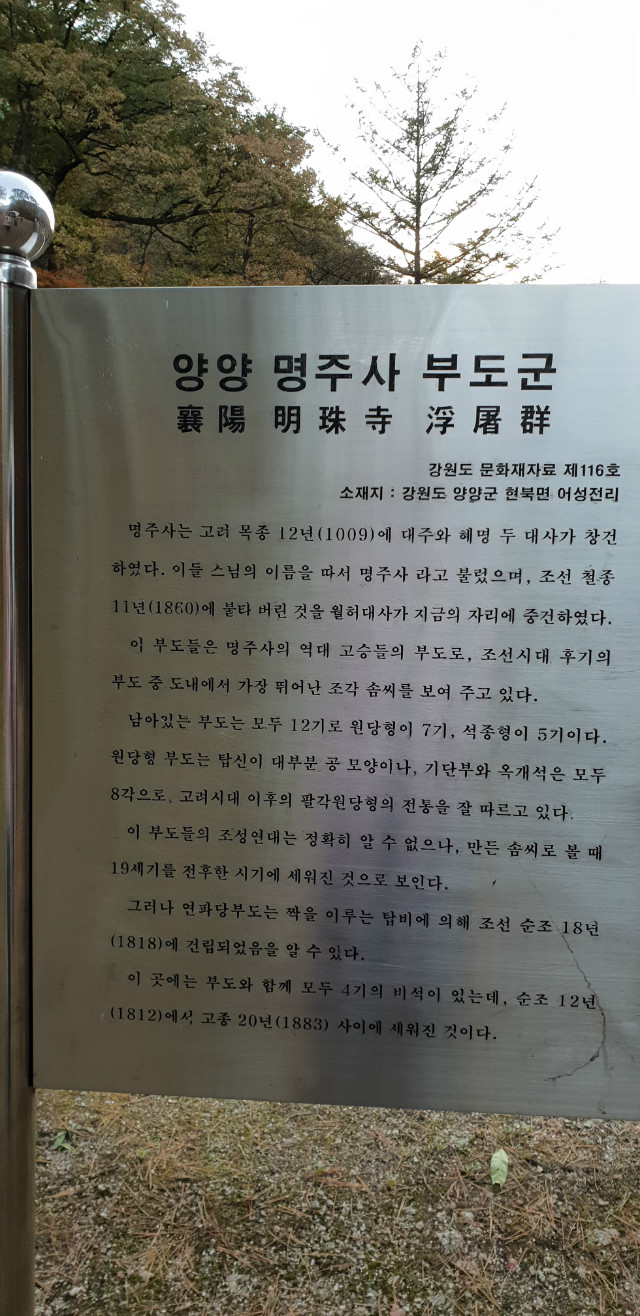 양양 명주사 부도군
襄陽 明珠寺 浮屠群
강원도 문화재자료 제116호
소재지 : 강원도 양양군 현북면 어성전리
명주사는 고려 목종 12년(1009)에 대주와 혜명 두 대사가 창건
하였다. 이들 스님의 이름을 따서 명주사 라고 불렀으며, 조선 철종
11년(1860)에 불타 버린 것을 월허대사가 지금의 자리에 중건하였다.
이 부도들은 명주사의 역대 고승들의 부도로, 조선시대 후기의
부도 중 도내에서 가장 뛰어난 조각 솜씨를 보여 주고 있다.
남아있는 부도는 모두 12기로 원당형이 7기, 석종형이 5기이다.
원당형 부도는 탑신이 대부분 공 모양이나, 기단부와 옥개석은 모두
8각으로, 고려시대 이후의 팔각원당형의 전통을 잘 따르고 있다.
이 부도들의 조성연대는 정확히 알 수 없으나, 만든 솜씨로 볼 때
19세기를 전후한 시기에 세워진 것으로 보인다.
그러나 연파당부도는 짝을 이루는 탑비에 의해 조선 순조 18년
(1818)에 건립되었음을 알 수 있다.
이 곳에는 부도와 함께 모두 4기의 비석이 있는데, 순조 12년
(1812)에서 고종 20년(1883) 사이에 세워진 것이다.